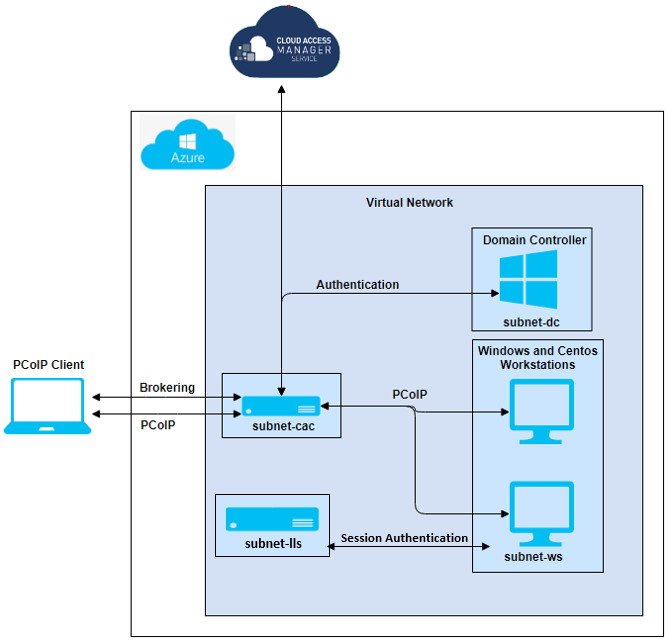 CLOUD ACCESS
MANAGER
SERVICE
Azure
Virtual Network
Domain Controller
Authentication
subnet-dc
Windows and Centos
Workstations
PCoIP Client
Brokering
PCoIP
PCoIP
subnet-cac
Session Authentication
subnet-lls
subnet-ws